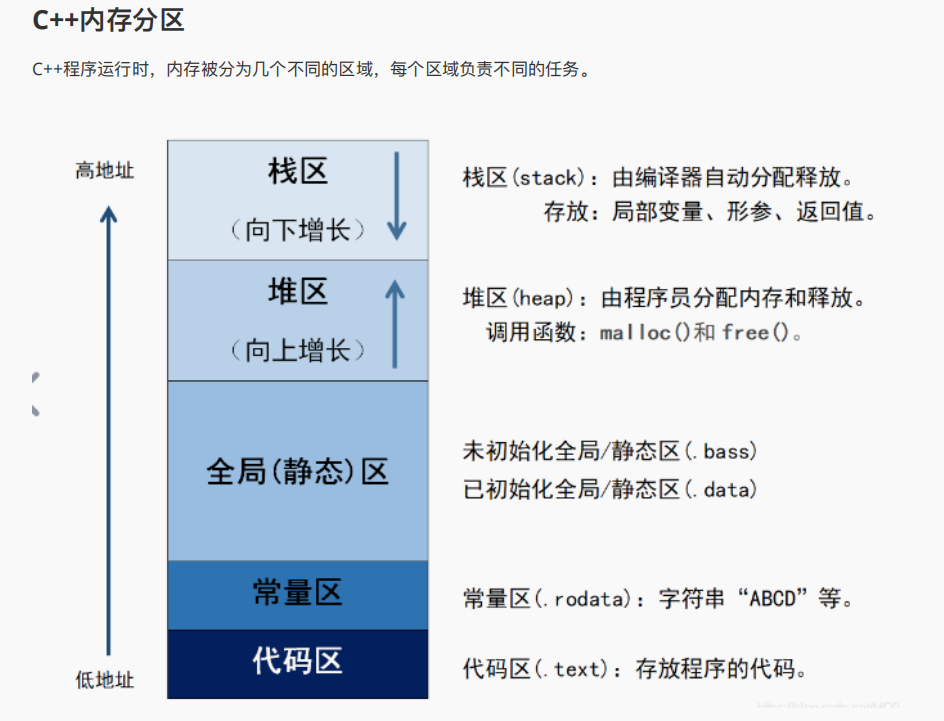 C++内存分区
C++程序运行时，内存被分为几个不同的区域，每个区域负责不同的任务。
高地址
栈区
（向下增长）
栈区(stack)：由编译器自动分配释放。
存放：局部变量、形参、返回值。
堆区
（向上增长）
堆区(heap)：由程序员分配内存和释放。
调用函数：malloc()和 free()。
全局(静态)区
未初始化全局/静态区(.bass)
已初始化全局/静态区(.data)
常量区
常量区(.rodata)：字符串“ABCD”等。
代码区
代码区(.text)：存放程序的代码。
低地址